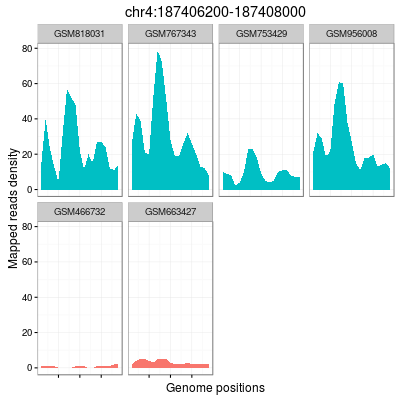 chr4:187406200-187408000
GSM818031 GSM767343 GSM753429 GSM956008
80
60
40
20
0
GSM466732 GSM663427
80
60
40
20
0
Mapped reads density
Genome positions